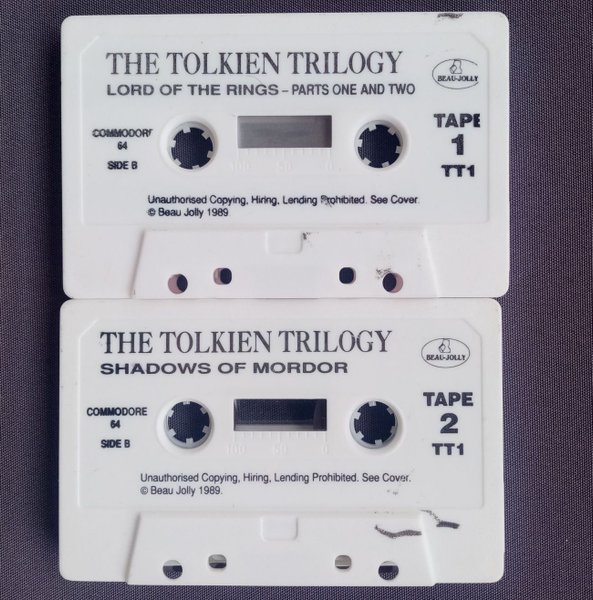 THE TOLKIEN TRILOGY
LORD OF THE RINGS – PARTS ONE AND TWO
BEAU-JOLLY
COMMODORE
64
SIDE B
TAPE
1
TT1
100 50 0
Unauthorised Copying, Hiring, Lending Prohibited. See Cover.
© Beau Jolly 1989
THE TOLKIEN TRILOGY
SHADOWS OF MORDOR
BEAU-JOLLY
COMMODORE
64
SIDE B
TAPE
2
TT1
100 50 0
Unauthorised Copying, Hiring, Lending Prohibited. See Cover.
© Beau Jolly 1989.